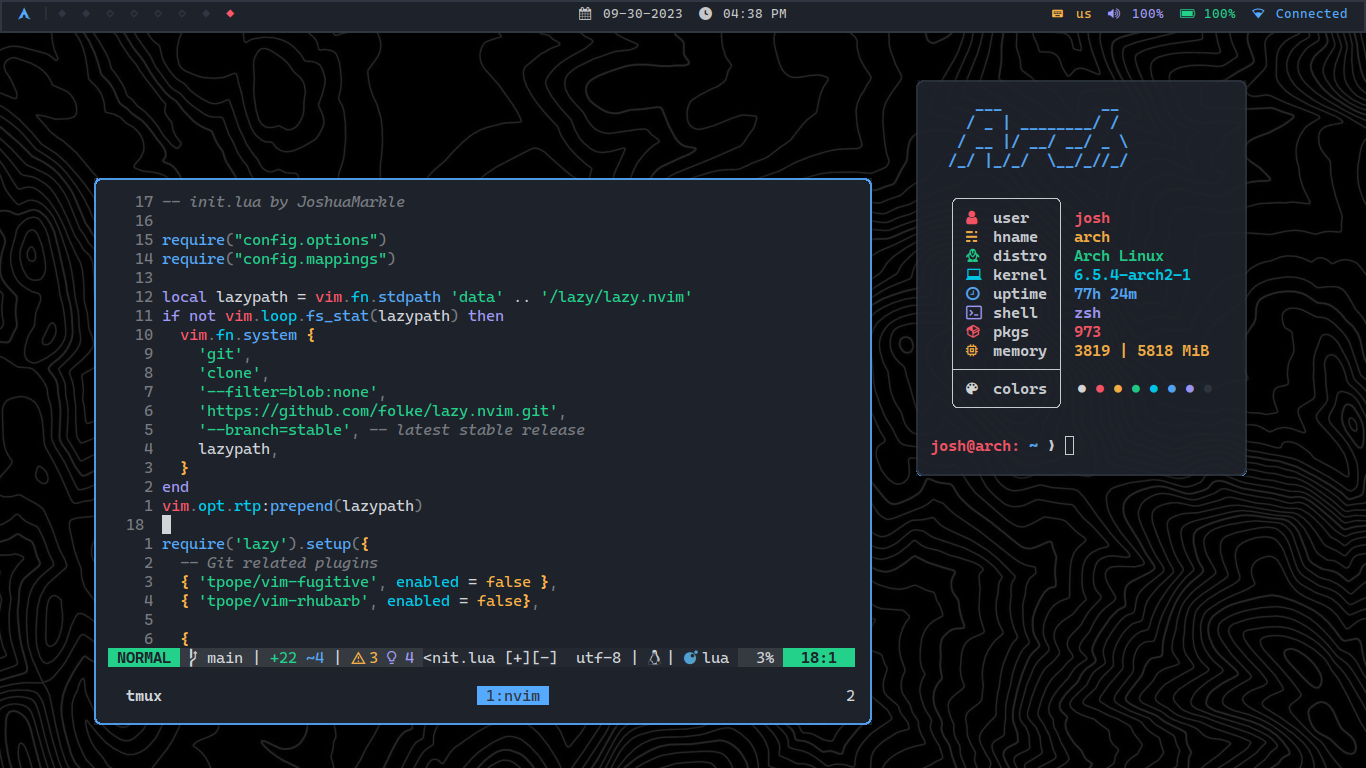 09-30-2023 04:38 PM us 100% 100% Connected
17 -- init.lua by JoshuaMarkle
16
15 require("config.options")
14 require("config.mappings")
13
12 local lazypath = vim.fn.stdpath 'data' .. '/lazy/lazy.nvim'
11 if not vim.loop.fs_stat(lazypath) then
10 vim.fn.system {
9 'git',
8 'clone',
7 '--filter=blob:none',
6 'https://github.com/folke/lazy.nvim.git',
5 '--branch=stable', -- latest stable release
4 lazypath,
3 }
2 end
1 vim.opt.rtp:prepend(lazypath)
18
1 require('lazy').setup({
2 -- Git related plugins
3 { 'tpope/vim-fugitive', enabled = false },
4 { 'tpope/vim-rhubarb', enabled = false},
5
6 {
NORMAL main | +22 ~4 | 3 4 <nit.lua [+][-] utf-8 | | lua 3% 18:1
tmux 1:nvim 2
user josh
hname arch
distro Arch Linux
kernel 6.5.4-arch2-1
uptime 77h 24m
shell zsh
pkgs 973
memory 3819 | 5818 MiB
colors
josh@arch: ~ ❯